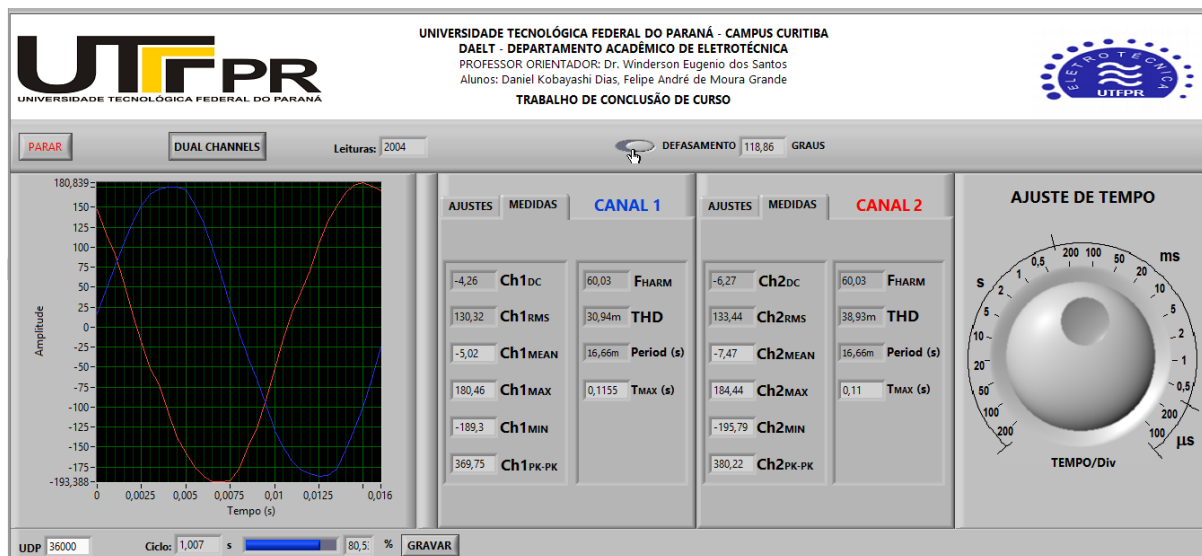 UTFPR
UNIVERSIDADE TECNOLÓGICA FEDERAL DO PARANÁ
UNIVERSIDADE TECNOLÓGICA FEDERAL DO PARANÁ - CAMPUS CURITIBA
DAELT - DEPARTAMENTO ACADÊMICO DE ELETROTÉCNICA
PROFESSOR ORIENTADOR: Dr. Winderson Eugenio dos Santos
Alunos: Daniel Kobayashi Dias, Felipe André de Moura Grande
TRABALHO DE CONCLUSÃO DE CURSO
ELETROTÉCNICA
UTFPR
PARAR
DUAL CHANNELS
Leituras: 2004
DEFASAMENTO 118,86 GRAUS
180,839
150
125
100
75
50
25
0
-25
-50
-75
-100
-125
-150
-175
-193,388
Amplitude
0 0,0025 0,005 0,0075 0,01 0,0125 0,016
Tempo (s)
AJUSTES MEDIDAS CANAL 1
-4,26 Ch1DC 60,03 FHARM
130,32 Ch1RMS 30,94m THD
-5,02 Ch1MEAN 16,66m Period (s)
180,46 Ch1MAX 0,1155 TMAX (s)
-189,3 Ch1MIN
369,75 Ch1PK-PK
AJUSTES MEDIDAS CANAL 2
-6,27 Ch2DC 60,03 FHARM
133,44 Ch2RMS 38,93m THD
-7,47 Ch2MEAN 16,66m Period (s)
184,44 Ch2MAX 0,11 TMAX (s)
-195,79 Ch2MIN
380,22 Ch2PK-PK
AJUSTE DE TEMPO
s
200
100
50
20
10
5
2
1
0,5
200
100
50
20
10
5
2
1
0,5
200
100
ms
µs
TEMPO/Div
UDP 36000
Ciclo: 1,007 s
80,5 %
GRAVAR